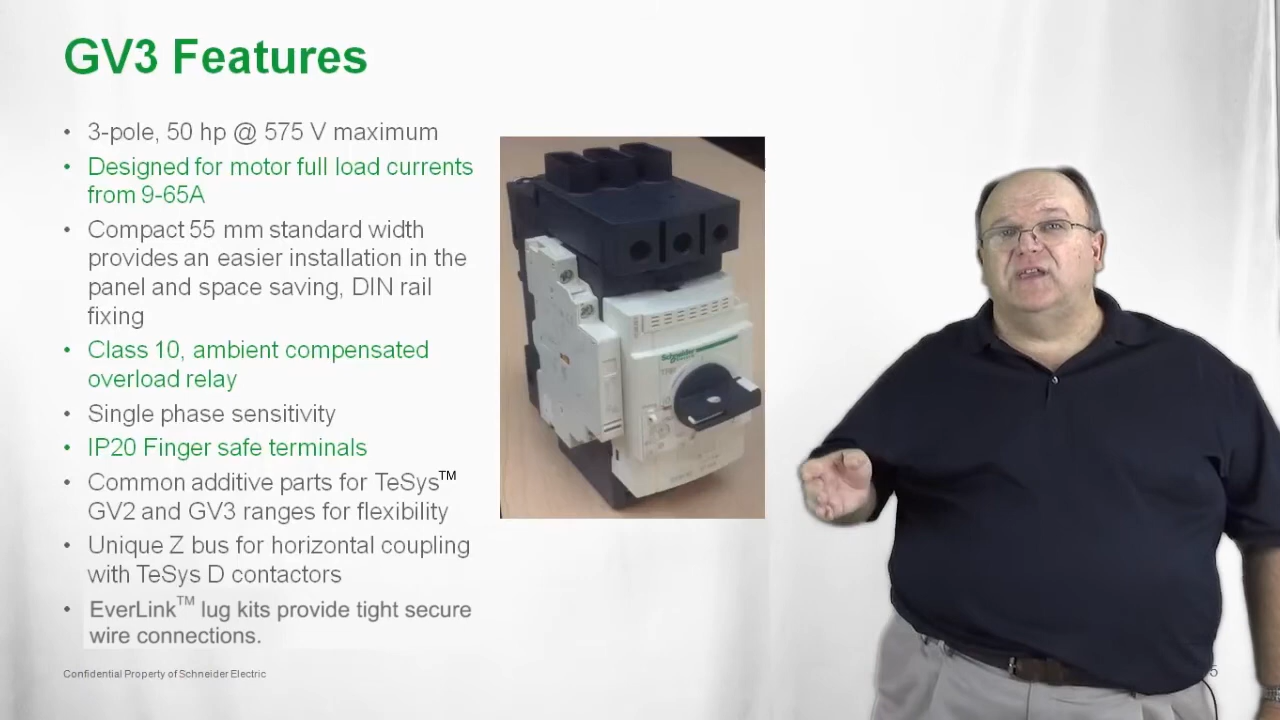 GV3 Features
• 3-pole, 50 hp @ 575 V maximum
• Designed for motor full load currents
from 9-65A
• Compact 55 mm standard width
provides an easier installation in the
panel and space saving, DIN rail
fixing
• Class 10, ambient compensated
overload relay
• Single phase sensitivity
• IP20 Finger safe terminals
• Common additive parts for TeSys™
GV2 and GV3 ranges for flexibility
• Unique Z bus for horizontal coupling
with TeSys D contactors
• EverLink™ lug kits provide tight secure
wire connections.
Schneider
Confidential Property of Schneider Electric
5